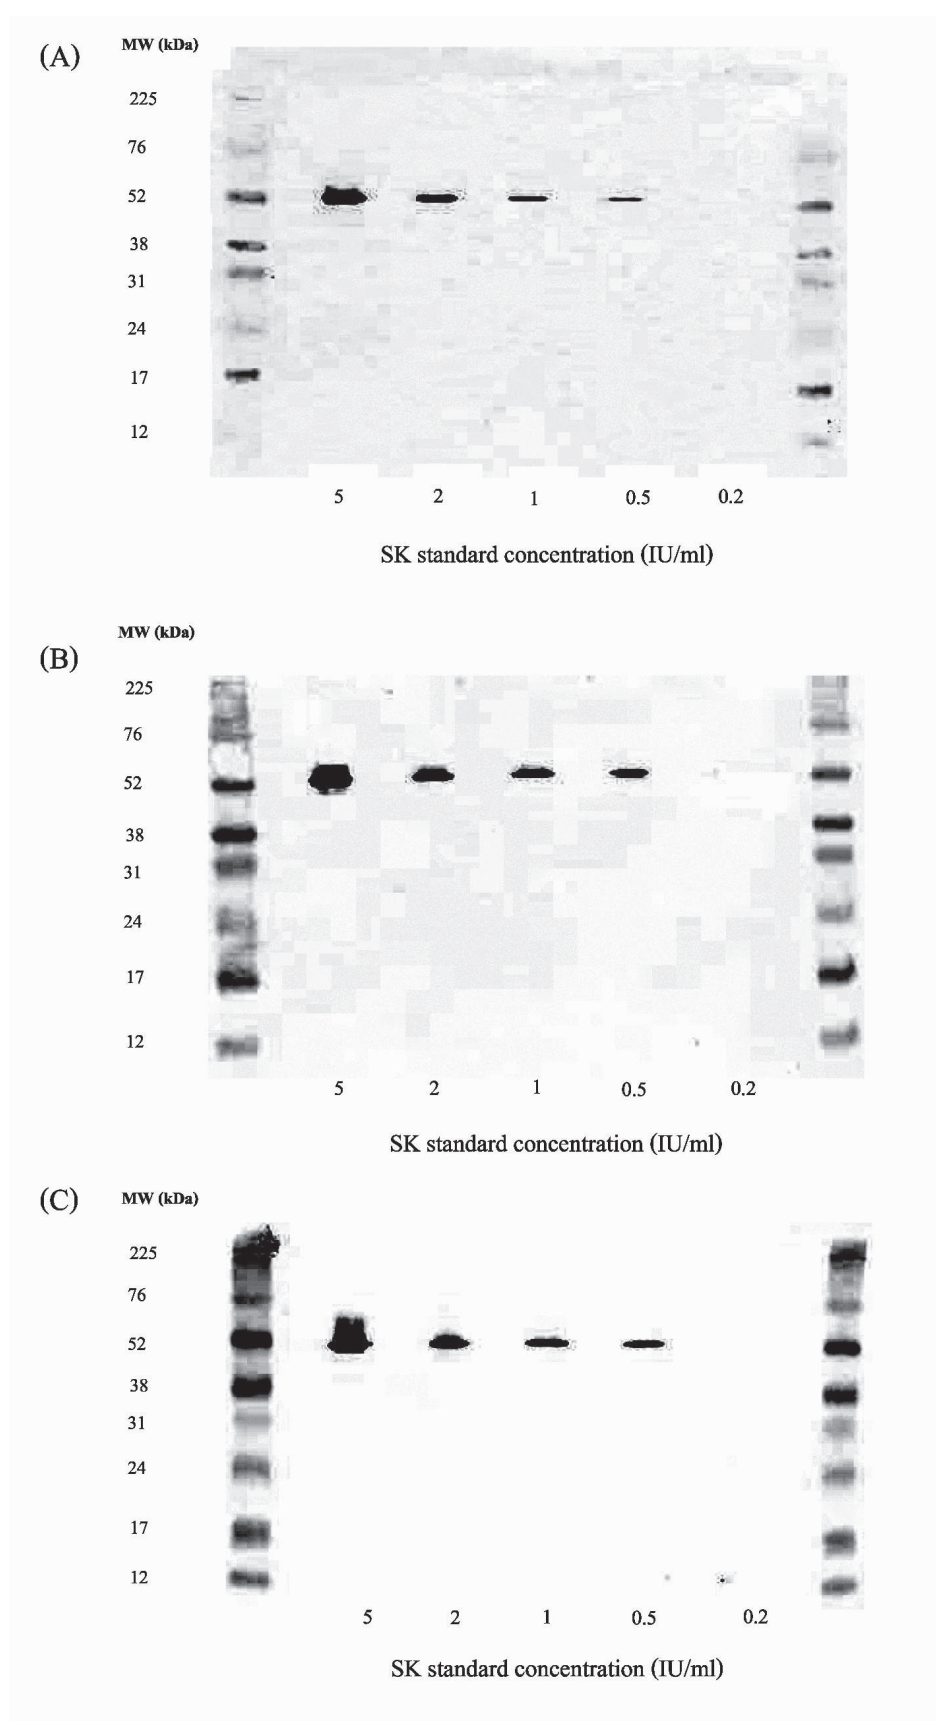 (A)
MW (kDa)
225
76
52
38
31
24
17
12
5 2 1 0.5 0.2
SK standard concentration (IU/ml)
(B)
MW (kDa)
225
76
52
38
31
24
17
12
5 2 1 0.5 0.2
SK standard concentration (IU/ml)
(C)
MW (kDa)
225
76
52
38
31
24
17
12
5 2 1 0.5 0.2
SK standard concentration (IU/ml)